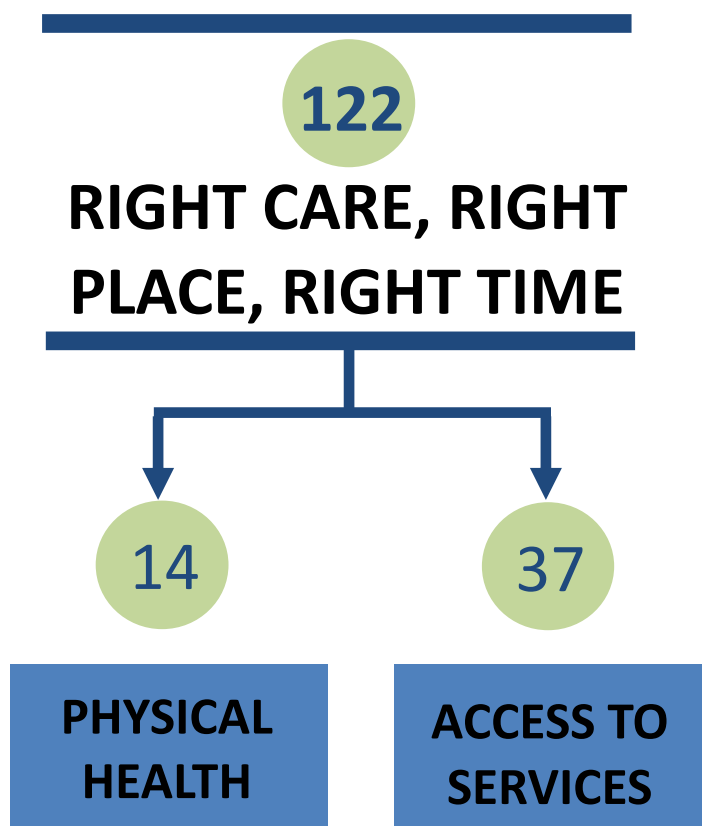 122
RIGHT CARE, RIGHT
PLACE, RIGHT TIME
14
37
PHYSICAL
HEALTH
ACCESS TO
SERVICES